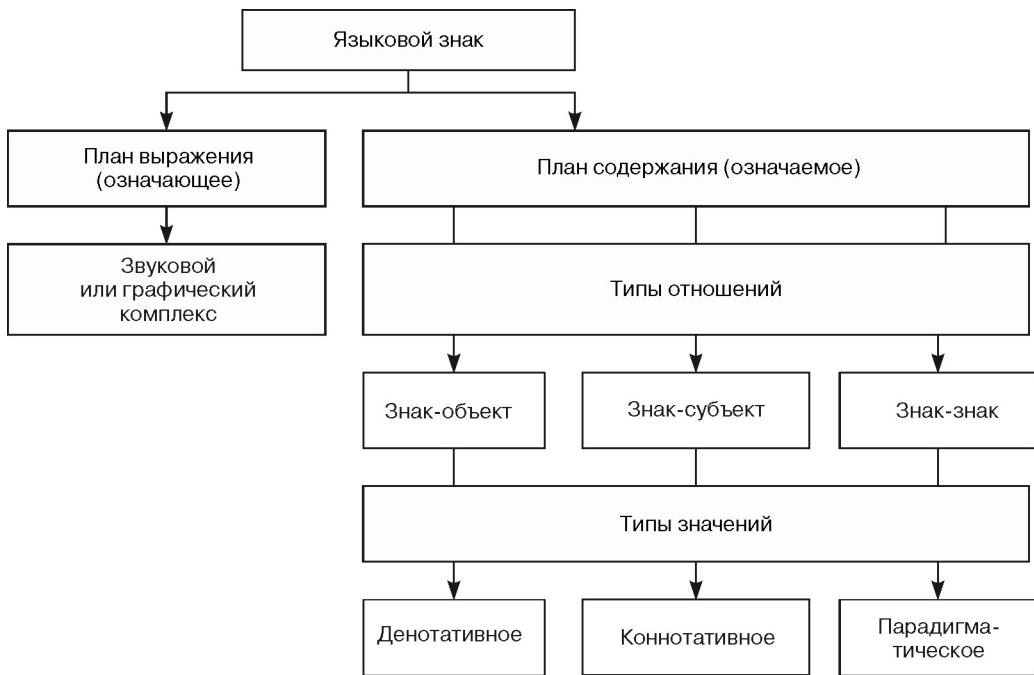 Языковой знак
План выражения
(означающее)
План содержания (означаемое)
Звуковой
или графический
комплекс
Типы отношений
Знак-объект
Знак-субъект
Знак-знак
Типы значений
Денотативное
Коннотативное
Парадигма-
тическое